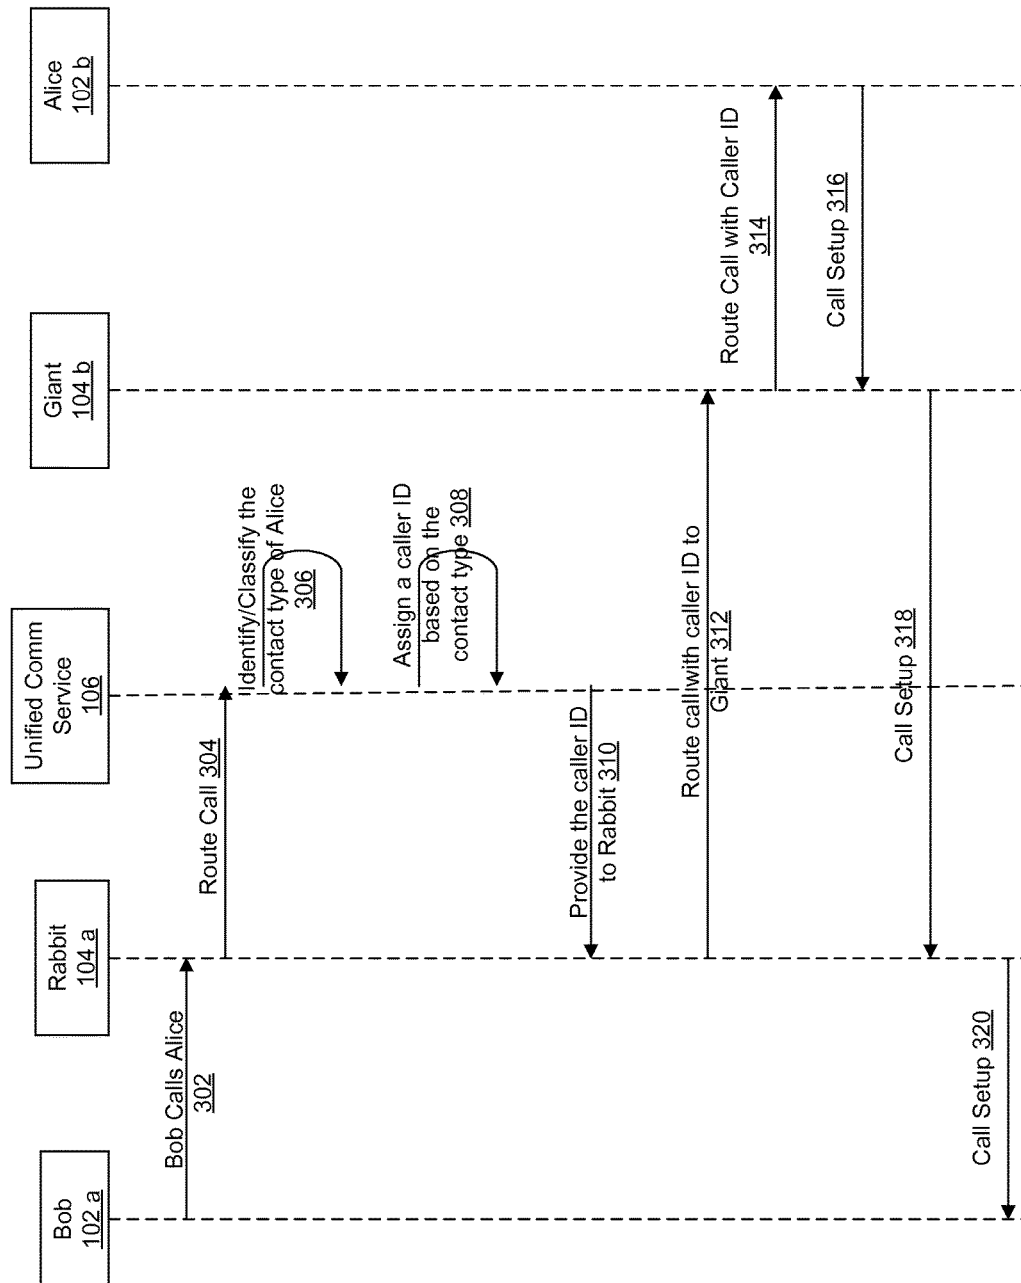 Bob
102 a
Rabbit
104 a
Unified Comm
Service
106
Giant
104 b
Alice
102 b
Bob Calls Alice
302
Route Call 304
Identify/Classify the
contact type of Alice
306
Assign a caller ID
based on the
contact type 308
Provide the caller ID
to Rabbit 310
Route call with caller ID to
Giant 312
Route Call with Caller ID
314
Call Setup 316
Call Setup 318
Call Setup 320